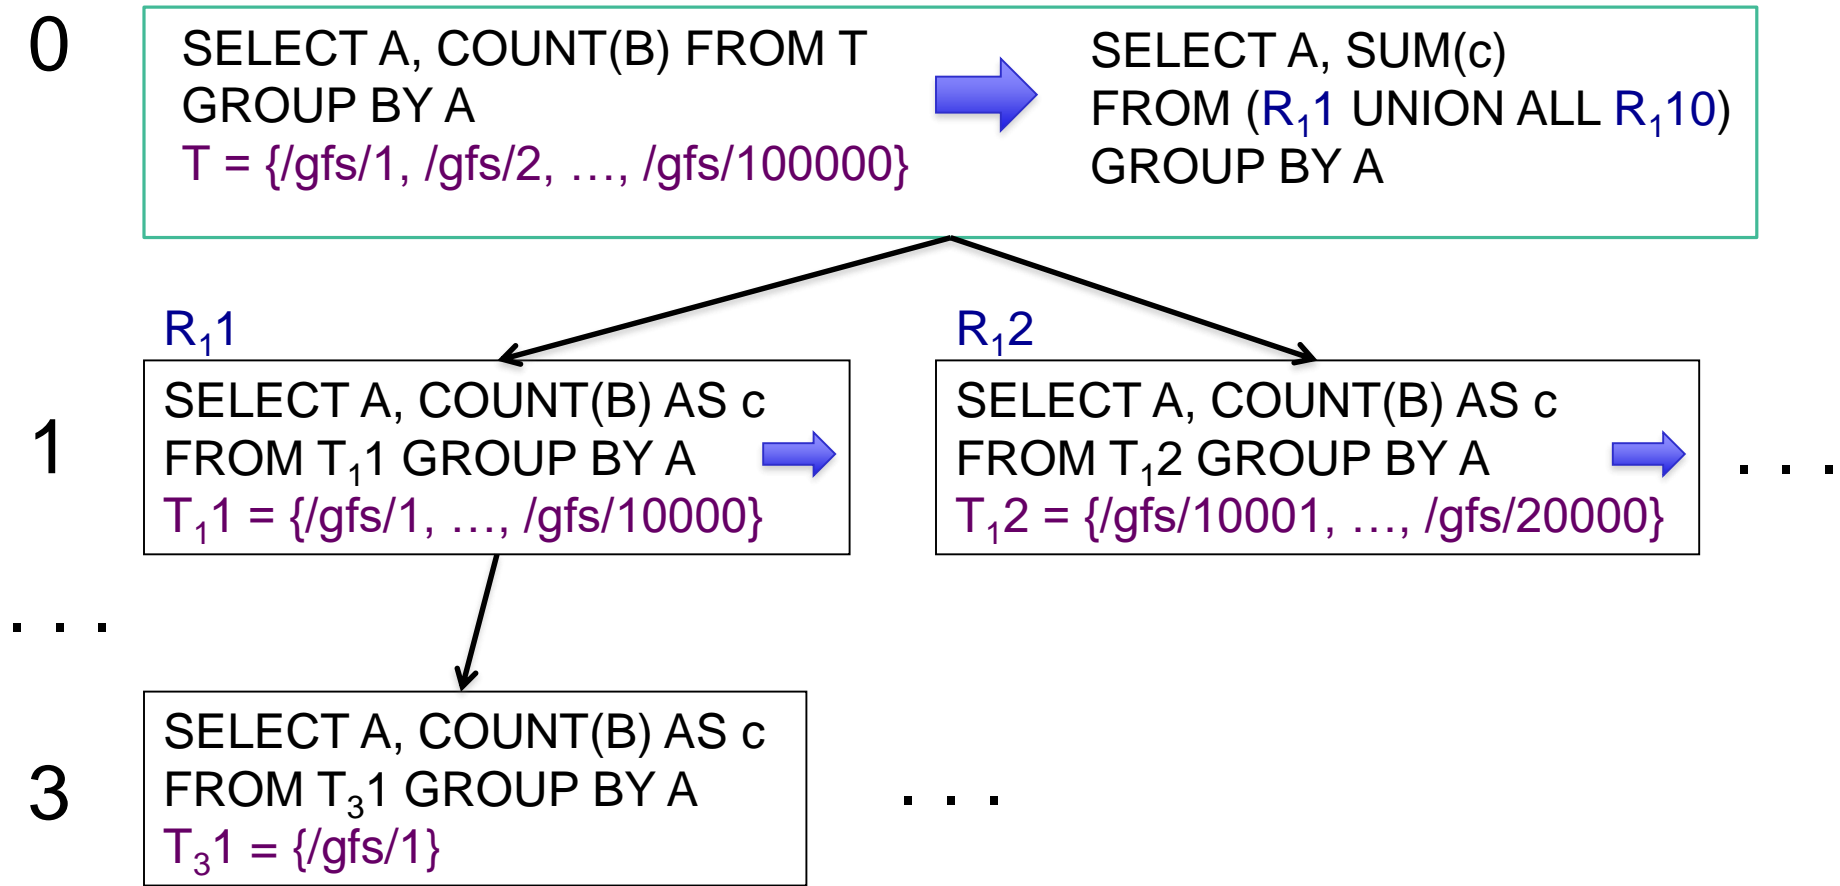 0
SELECT A, COUNT(B) FROM T
GROUP BY A
T = {/gfs/1, /gfs/2, …, /gfs/100000}
SELECT A, SUM(c)
FROM (R₁1 UNION ALL R₁10)
GROUP BY A
R₁1
R₁2
1
SELECT A, COUNT(B) AS c
FROM T₁1 GROUP BY A
T₁1 = {/gfs/1, …, /gfs/10000}
SELECT A, COUNT(B) AS c
FROM T₁2 GROUP BY A
T₁2 = {/gfs/10001, …, /gfs/20000}
. . .
. . .
3
SELECT A, COUNT(B) AS c
FROM T₃1 GROUP BY A
T₃1 = {/gfs/1}
. . .